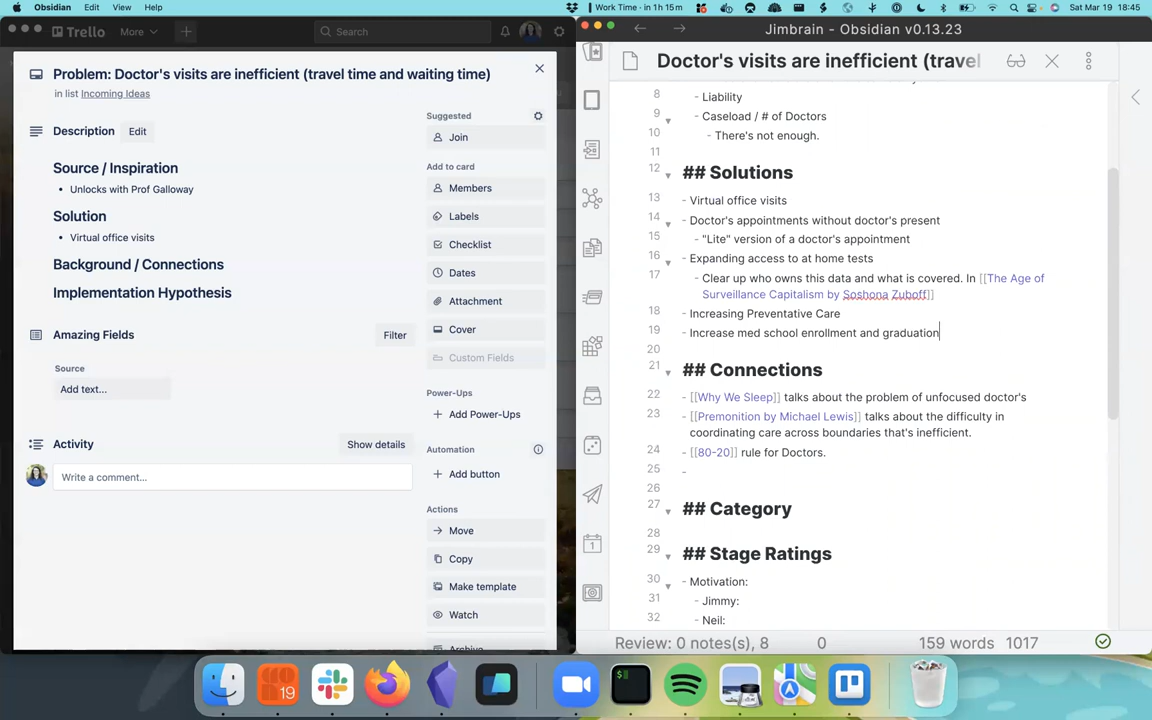 Obsidian Edit View Help
Work Time • in 1 h 15 m
Sat Mar 19 18:45
Trello More
Search
Problem: Doctor's visits are inefficient (travel time and waiting time)
in list Incoming Ideas
Description
Edit
Source / Inspiration
• Unlocks with Prof Galloway
Solution
• Virtual office visits
Background / Connections
Implementation Hypothesis
Amazing Fields
Filter
Source
Add text...
Activity
Show details
Write a comment...
Suggested
Join
Add to card
Members
Labels
Checklist
Dates
Attachment
Cover
Custom Fields
Power-Ups
+ Add Power-Ups
Automation
+ Add button
Actions
→ Move
Copy
Make template
Watch
Archive
Jimbrain - Obsidian v0.13.23
Doctor's visits are inefficient (travel
8 - Liability
9 - Caseload / # of Doctors
10 - There's not enough.
11
12 ## Solutions
13 - Virtual office visits
14 - Doctor's appointments without doctor's present
15 - "Lite" version of a doctor's appointment
16 - Expanding access to at home tests
17 - Clear up who owns this data and what is covered. In [[The Age of
Surveillance Capitalism by Soshona Zuboff]]
18 - Increasing Preventative Care
19 - Increase med school enrollment and graduation
20
21 ## Connections
22 - [[Why We Sleep]] talks about the problem of unfocused doctor's
23 - [[Premonition by Michael Lewis]] talks about the difficulty in
coordinating care across boundaries that's inefficient.
24 - [[80-20]] rule for Doctors.
25 -
26
27 ## Category
28
29 ## Stage Ratings
30 - Motivation:
31 - Jimmy:
32 - Neil:
Review: 0 notes(s), 8 0 159 words 1017
1
19